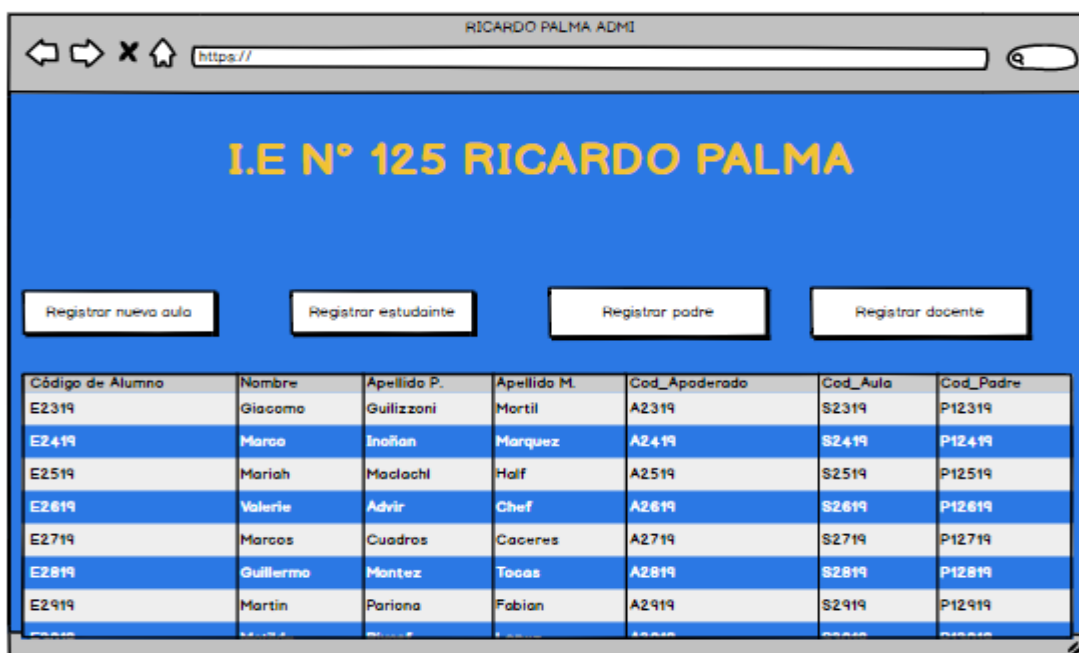 RICARDO PALMA ADMI
https://
I.E N° 125 RICARDO PALMA
Registrar nueva aula Registrar estudainte Registrar padre Registrar docente
Código de Alumno Nombre Apellido P. Apellido M. Cod_Apoderado Cod_Aula Cod_Padre
E2319 Giacomo Guilizzoni Mortil A2319 S2319 P12319
E2419 Marco Inoñan Marquez A2419 S2419 P12419
E2519 Mariah Maclachl Half A2519 S2519 P12519
E2619 Valerie Advir Chef A2619 S2619 P12619
E2719 Marcos Cuadros Caceres A2719 S2719 P12719
E2819 Guillermo Montez Tocas A2819 S2819 P12819
E2919 Martin Pariona Fabian A2919 S2919 P12919